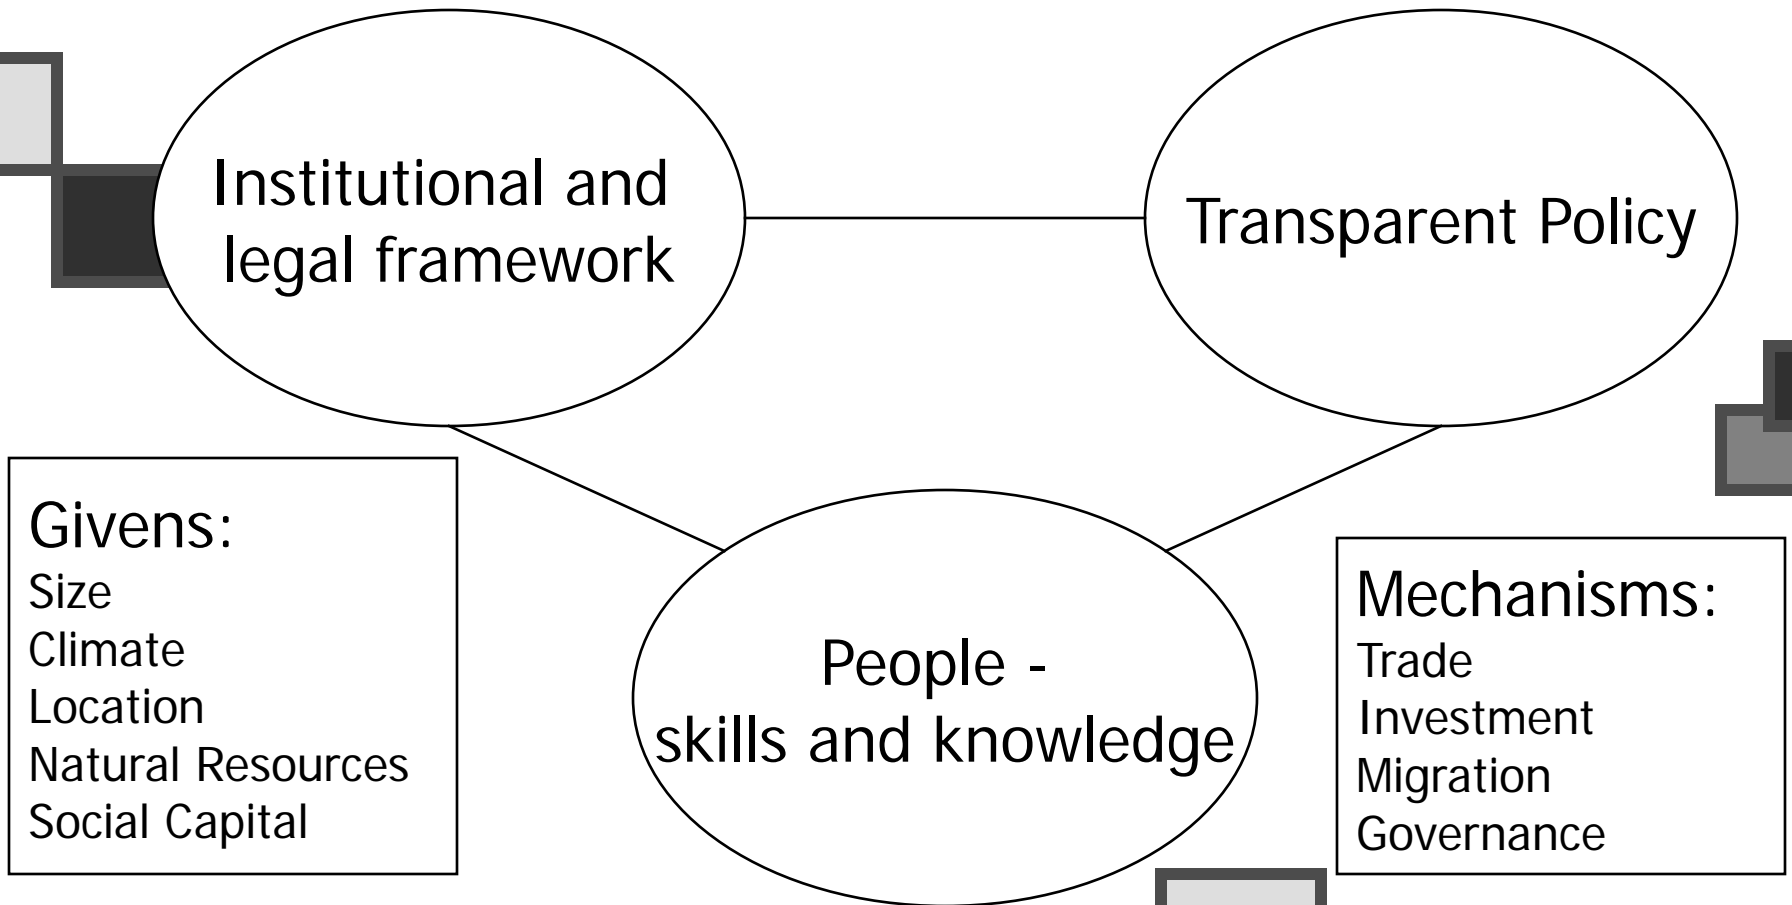 Institutional and
legal framework
Transparent Policy
Givens:
Size
Climate
Location
Natural Resources
Social Capital
People -
skills and knowledge
Mechanisms:
Trade
Investment
Migration
Governance